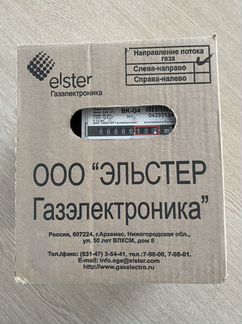 elster
Газэлектроника
Направление потока
газа
Слева-направо
Справа-налево
BK-G4
04292134
ООО "ЭЛЬСТЕР
Газэлектроника"
Россия, 607224, г.Арзамас, Нижегородская обл.,
ул. 50 лет ВЛКСМ, дом 8
Тел./факс: (831-47) 3-54-41, тел.:7-98-00, 7-98-01.
E-mail: info.ege@elster.com
http://www.gaselectro.ru